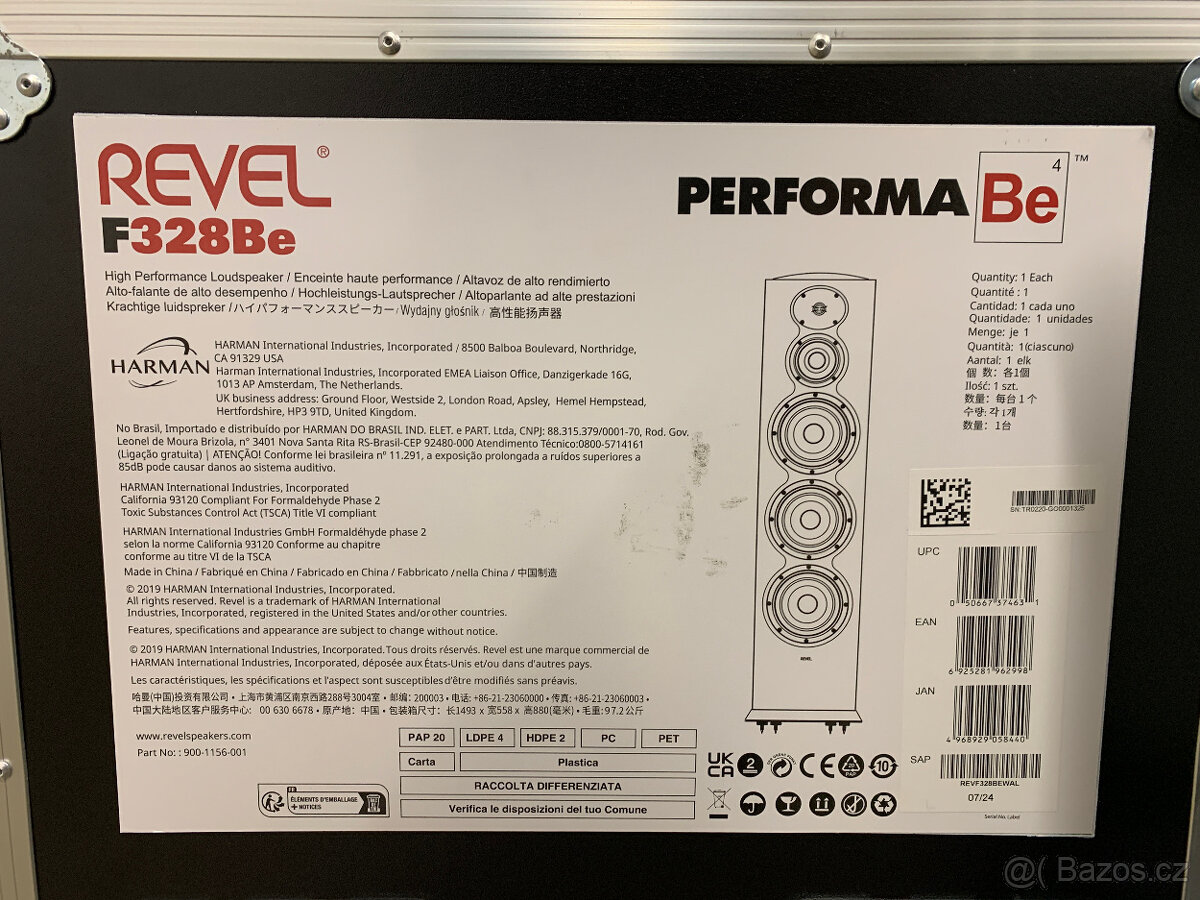 REVEL®
F328Be
PERFORMA Be 4 ™
High Performance Loudspeaker / Enceinte haute performance / Altavoz de alto rendimiento
Alto-falante de alto desempenho / Hochleistungs-Lautsprecher / Altoparlante ad alte prestazioni
Krachtige luidspreker /ハイパフォーマンススピーカー/ Wydajny głośnik / 高性能扬声器
Quantity: 1 Each
Quantité : 1
Cantidad: 1 cada uno
Quantidade: 1 unidades
Menge: je 1
Quantità: 1(ciascuno)
Aantal: 1 elk
個 数: 各1個
Ilość: 1 szt.
数量: 每台1个
수량: 각 1개
数量: 1台
HARMAN
HARMAN International Industries, Incorporated / 8500 Balboa Boulevard, Northridge,
CA 91329 USA
Harman International Industries, Incorporated EMEA Liaison Office, Danzigerkade 16G,
1013 AP Amsterdam, The Netherlands.
UK business address: Ground Floor, Westside 2, London Road, Apsley, Hemel Hempstead,
Hertfordshire, HP3 9TD, United Kingdom.
No Brasil, Importado e distribuído por HARMAN DO BRASIL IND. ELET. e PART. Ltda, CNPJ: 88.315.379/0001-70, Rod. Gov.
Leonel de Moura Brizola, nº 3401 Nova Santa Rita RS-Brasil-CEP 92480-000 Atendimento Técnico:0800-5714161
(Ligação gratuita) | ATENÇÃO! Conforme lei brasileira nº 11.291, a exposição prolongada a ruídos superiores a
85dB pode causar danos ao sistema auditivo.
HARMAN International Industries, Incorporated
California 93120 Compliant For Formaldehyde Phase 2
Toxic Substances Control Act (TSCA) Title VI compliant
HARMAN International Industries GmbH Formaldéhyde phase 2
selon la norme California 93120 Conforme au chapitre
conforme au titre VI de la TSCA
Made in China / Fabriqué en China / Fabricado en China / Fabbricato /nella China / 中国制造
© 2019 HARMAN International Industries, Incorporated.
All rights reserved. Revel is a trademark of HARMAN International
Industries, Incorporated, registered in the United States and/or other countries.
Features, specifications and appearance are subject to change without notice.
© 2019 HARMAN International Industries, Incorporated. Tous droits réservés. Revel est une marque commercial de
HARMAN International Industries, Incorporated, déposée aux États-Unis et/ou dans d'autres pays.
Les caractéristiques, les spécifications et l'aspect sont susceptibles d'être modifiés sans préavis.
哈曼(中国)投资有限公司 • 上海市黄浦区南京西路288号3004室 • 邮编: 200003 • 电话: +86-21-23060000 • 传真: +86-21-23060003 •
中国大陆地区客户服务中心: 00 630 6678 • 原产地: 中国 • 包装箱尺寸: 长1493 x 宽558 x 高880(毫米) • 毛重: 97.2 公斤
www.revelspeakers.com
Part No: : 900-1156-001
PAP 20 LDPE 4 HDPE 2 PC PET
Carta Plastica
RACCOLTA DIFFERENZIATA
Verifica le disposizioni del tuo Comune
FR
ÉLÉMENTS D'EMBALLAGE
+ NOTICES
REVEL
UK
CA 2 CE PAP 10
SN: TR0220-GO0001325
UPC
0 50667 37463 1
EAN
6 925281 962998
JAN
4 968929 058440
SAP
REVF328BEWAL
07/24
Serial No. Label
@( Bazos.cz